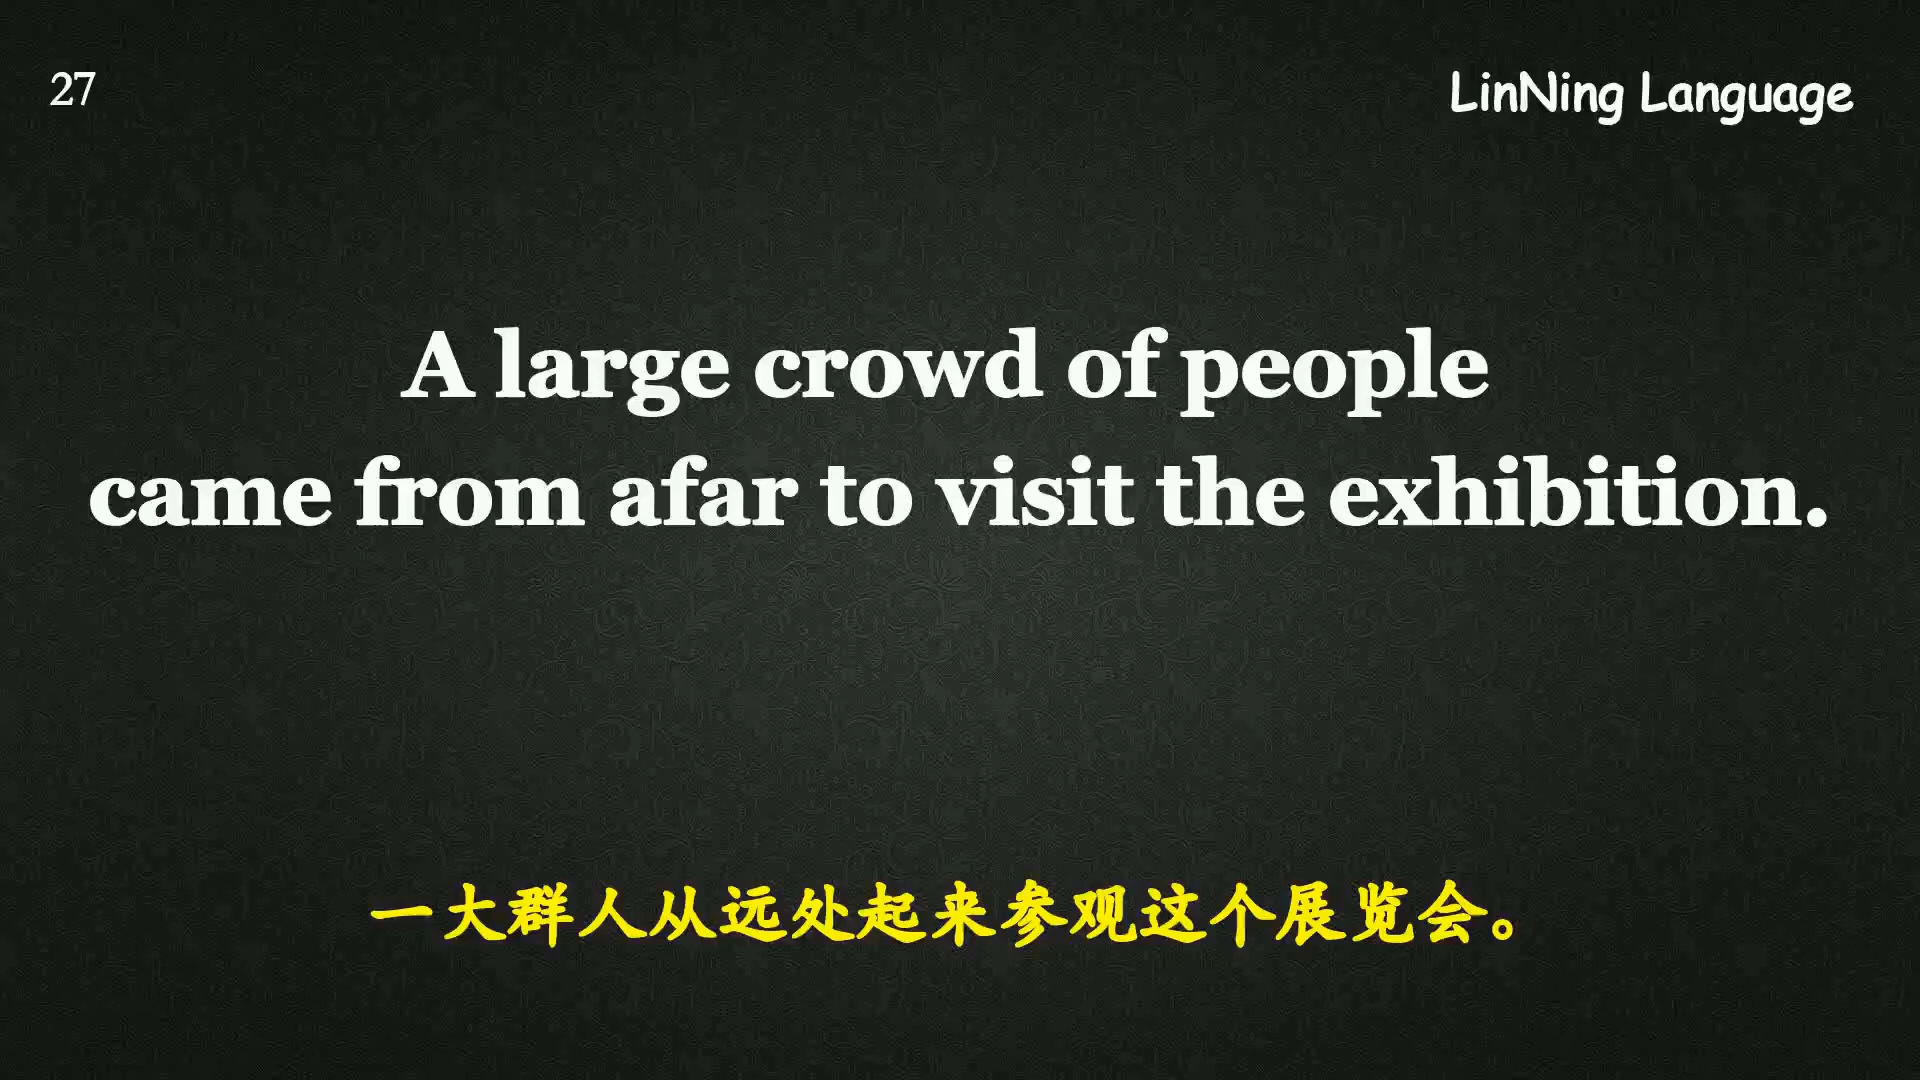 27
LinNing Language
A large crowd of people
came from afar to visit the exhibition.
一大群人从远处起来参观这个展览会。